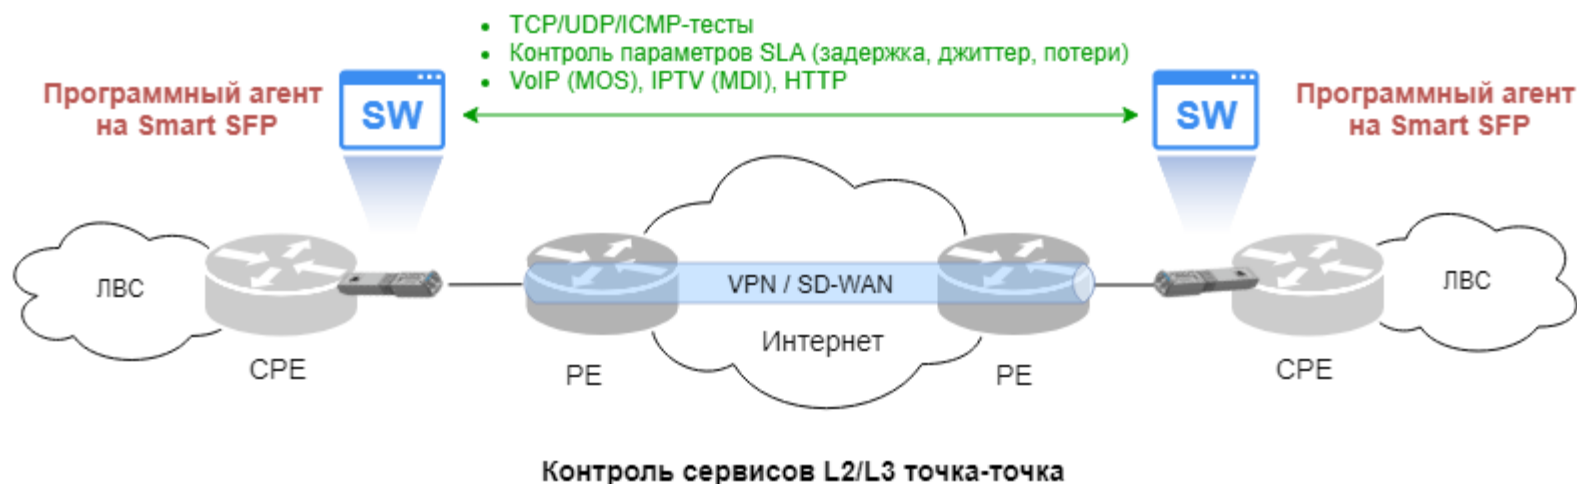 TCP/UDP/ICMP-тесты
Контроль параметров SLA (задержка, джиттер, потери)
VoIP (MOS), IPTV (MDI), HTTP
Программный агент
на Smart SFP
SW
SW
Программный агент
на Smart SFP
ЛВС
VPN / SD-WAN
ЛВС
Интернет
CPE
PE
PE
CPE
Контроль сервисов L2/L3 точка-точка